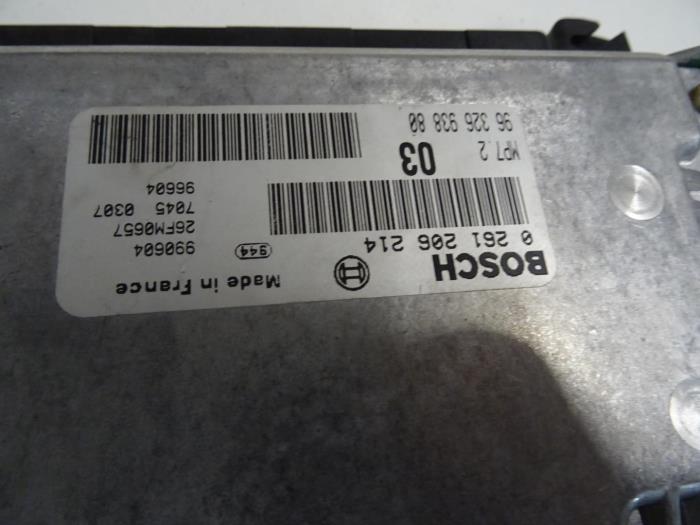 BOSCH Made in France
0 261 206 214 944 990604
26FM0657
7045 0307
96604
MP7.2 03
96 326 938 80